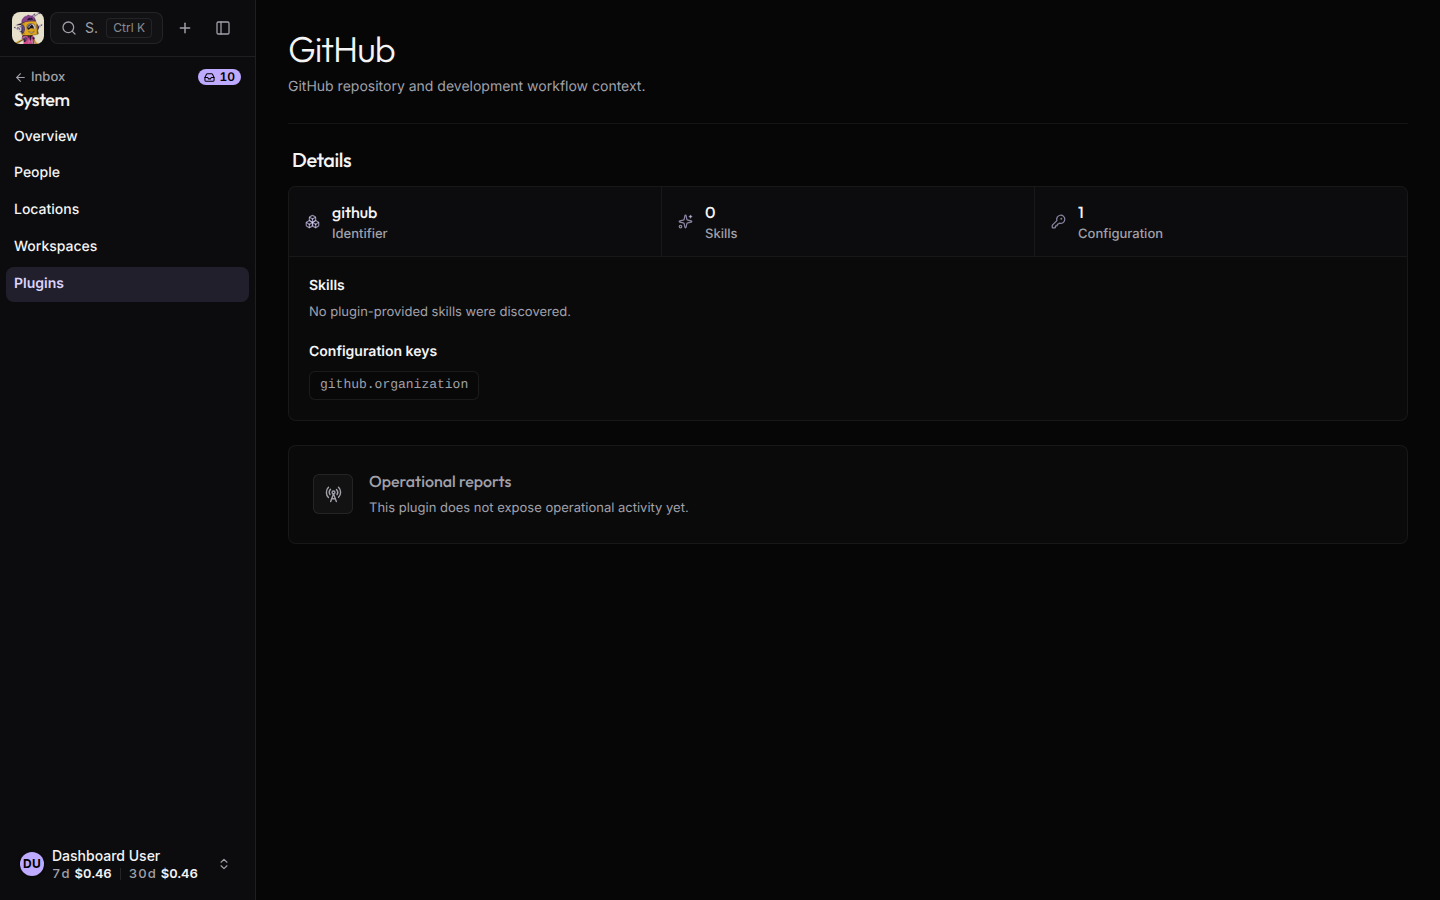 S.
Ctrl K
Inbox
10
System
Overview
People
Locations
Workspaces
Plugins
Dashboard User
DU
7d $0.46 30d $0.46
GitHub
GitHub repository and development workflow context.
Details
github
Identifier
0
Skills
1
Configuration
Skills
No plugin-provided skills were discovered.
Configuration keys
github.organization
Operational reports
This plugin does not expose operational activity yet.